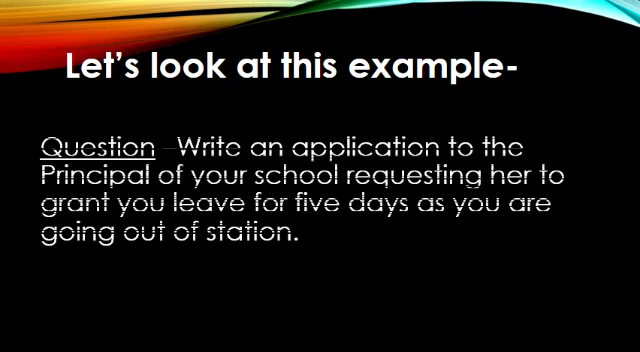 Let's look at this example-
Question –Write an application to the
Principal of your school requesting her to
grant you leave for five days as you are
going out of station.